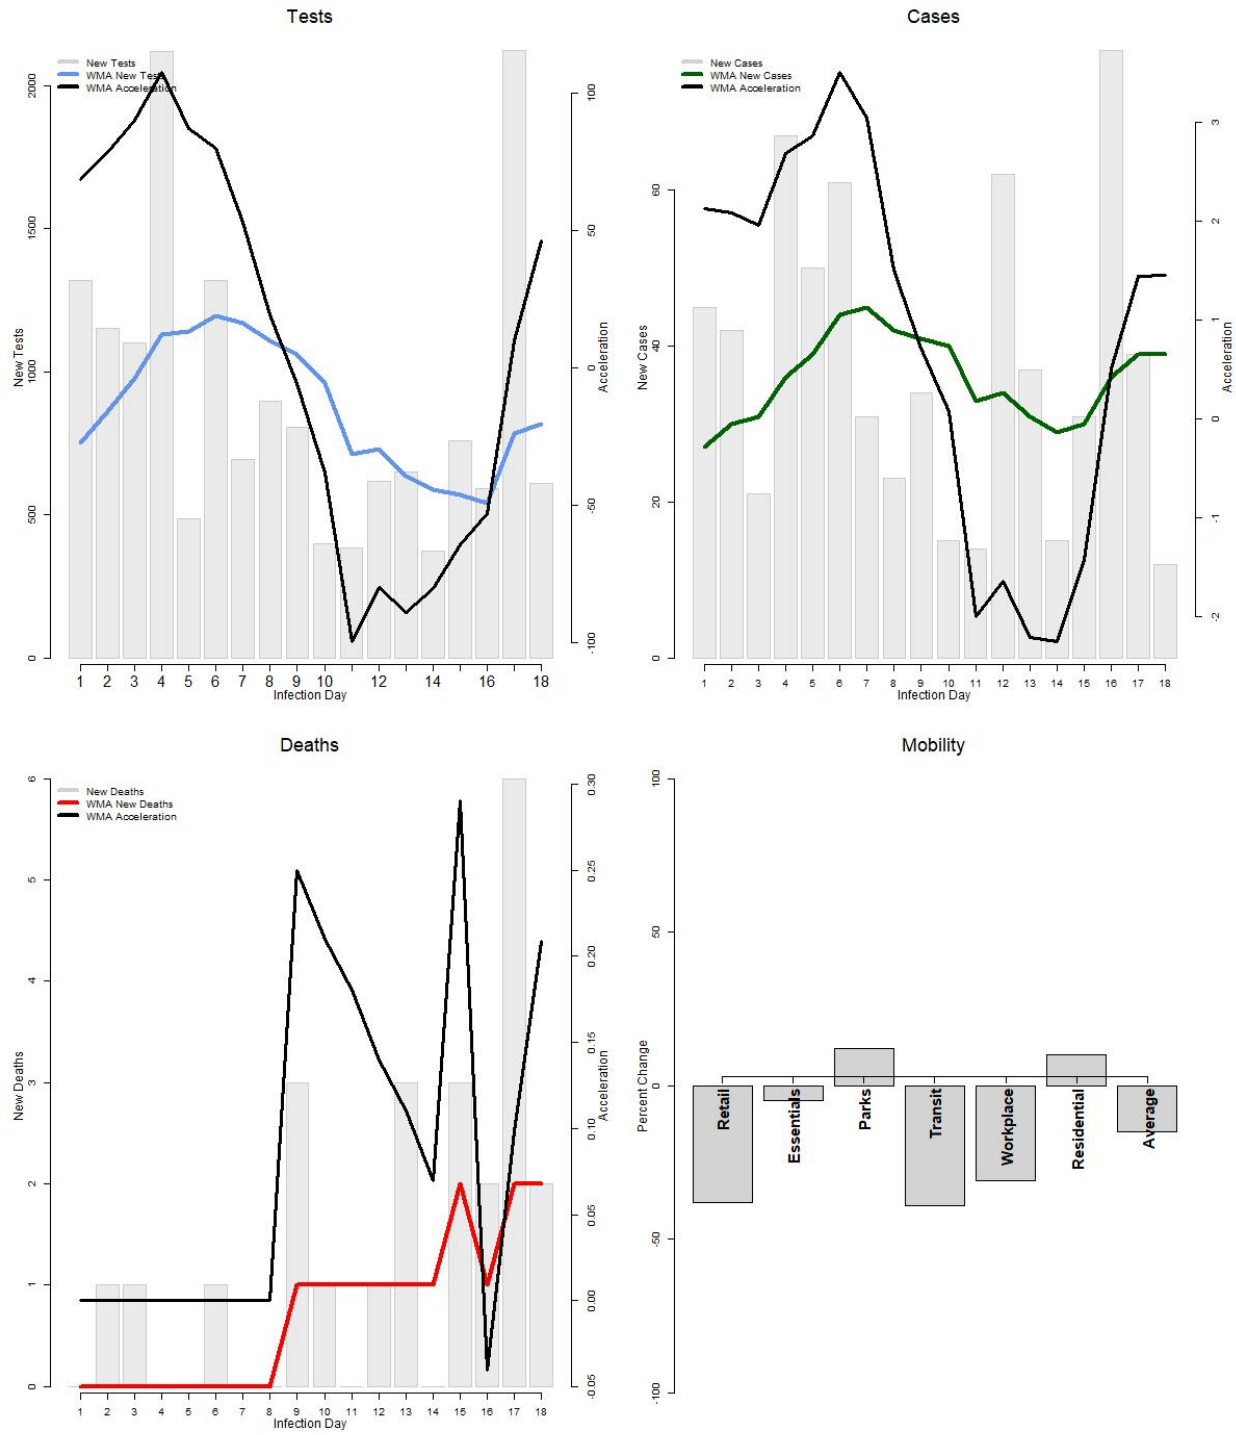 Tests
New Tests
WMA New Tests
WMA Acceleration
2000
1500
1000
500
0
New Tests
100
50
0
-50
-100
Acceleration
1 2 3 4 5 6 7 8 9 10 12 14 16 18
Infection Day
Cases
New Cases
WMA New Cases
WMA Acceleration
60
40
20
0
New Cases
3
2
1
0
-1
-2
Acceleration
1 2 3 4 5 6 7 8 9 10 11 12 13 14 15 16 17 18
Infection Day
Deaths
New Deaths
WMA New Deaths
WMA Acceleration
6
5
4
3
2
1
0
New Deaths
0.30
0.25
0.20
0.15
0.10
0.05
0.00
-0.05
Acceleration
1 2 3 4 5 6 7 8 9 10 11 12 13 14 15 16 17 18
Infection Day
Mobility
100
50
0
-50
-100
Percent Change
Retail
Essentials
Parks
Transit
Workplace
Residential
Average